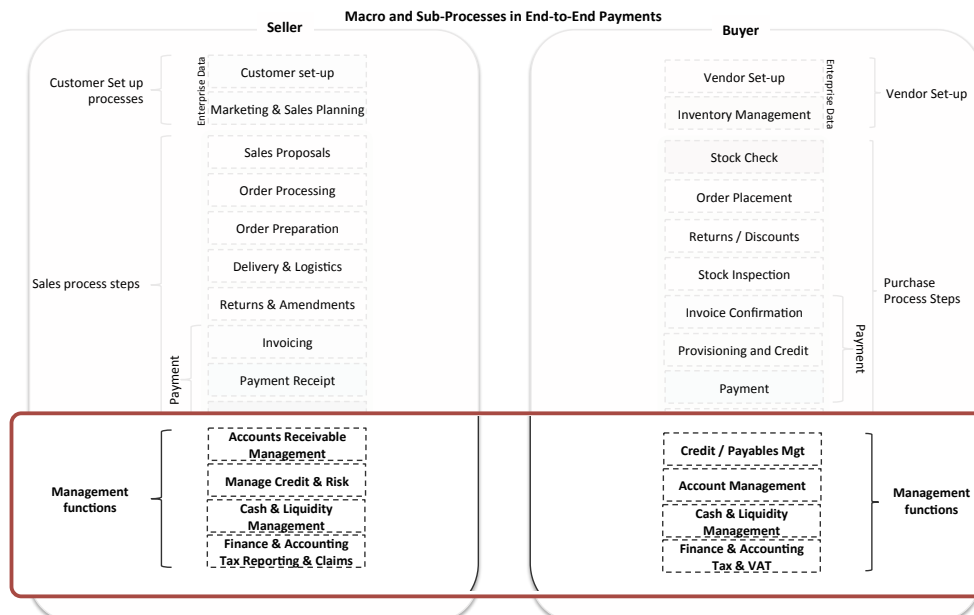 Macro and Sub-Processes in End-to-End Payments
Seller
Customer Set up
processes
Enterprise Data
Customer set-up
Marketing & Sales Planning
Sales process steps
Sales Proposals
Order Processing
Order Preparation
Delivery & Logistics
Returns & Amendments
Payment
Invoicing
Payment Receipt
Management
functions
Accounts Receivable
Management
Manage Credit & Risk
Cash & Liquidity
Management
Finance & Accounting
Tax Reporting & Claims
Buyer
Vendor Set-up
Inventory Management
Enterprise Data
Vendor Set-up
Stock Check
Order Placement
Returns / Discounts
Stock Inspection
Invoice Confirmation
Provisioning and Credit
Payment
Payment
Purchase
Process Steps
Credit / Payables Mgt
Account Management
Cash & Liquidity
Management
Finance & Accounting
Tax & VAT
Management
functions